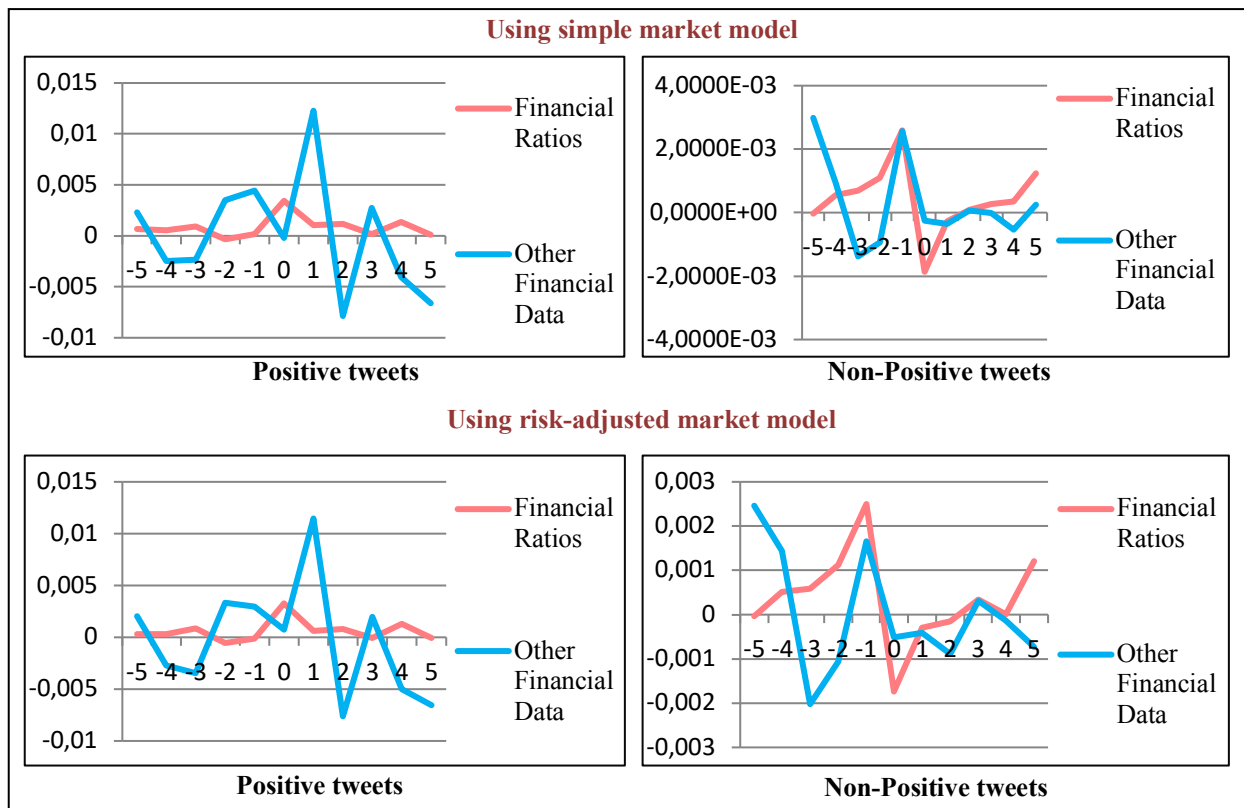 Using simple market model
0,015
0,01
0,005
0
-0,005
-0,01
-5 -4 -3 -2 -1 0 1 2 3 4 5
Financial
Ratios
Other
Financial
Data
Positive tweets
4,0000E-03
2,0000E-03
0,0000E+00
-2,0000E-03
-4,0000E-03
-5 -4 -3 -2 -1 0 1 2 3 4 5
Financial
Ratios
Other
Financial
Data
Non-Positive tweets
Using risk-adjusted market model
0,015
0,01
0,005
0
-0,005
-0,01
-5 -4 -3 -2 -1 0 1 2 3 4 5
Financial
Ratios
Other
Financial
Data
Positive tweets
0,003
0,002
0,001
0
-0,001
-0,002
-0,003
-5 -4 -3 -2 -1 0 1 2 3 4 5
Financial
Ratios
Other
Financial
Data
Non-Positive tweets